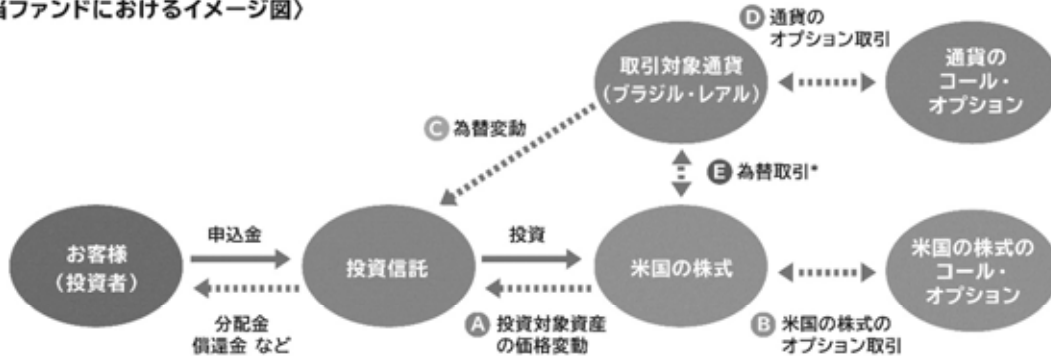 当ファンドにおけるイメージ図〉
D 通貨の
オプション取引
取引対象通貨
(ブラジル・レアル)
通貨の
コール・
オプション
C 為替変動
E 為替取引*
お客様
(投資者)
申込金
分配金
償還金 など
投資信託
投資
A 投資対象資産
の価格変動
米国の株式
B 米国の株式の
オプション取引
米国の株式の
コール・
オプション